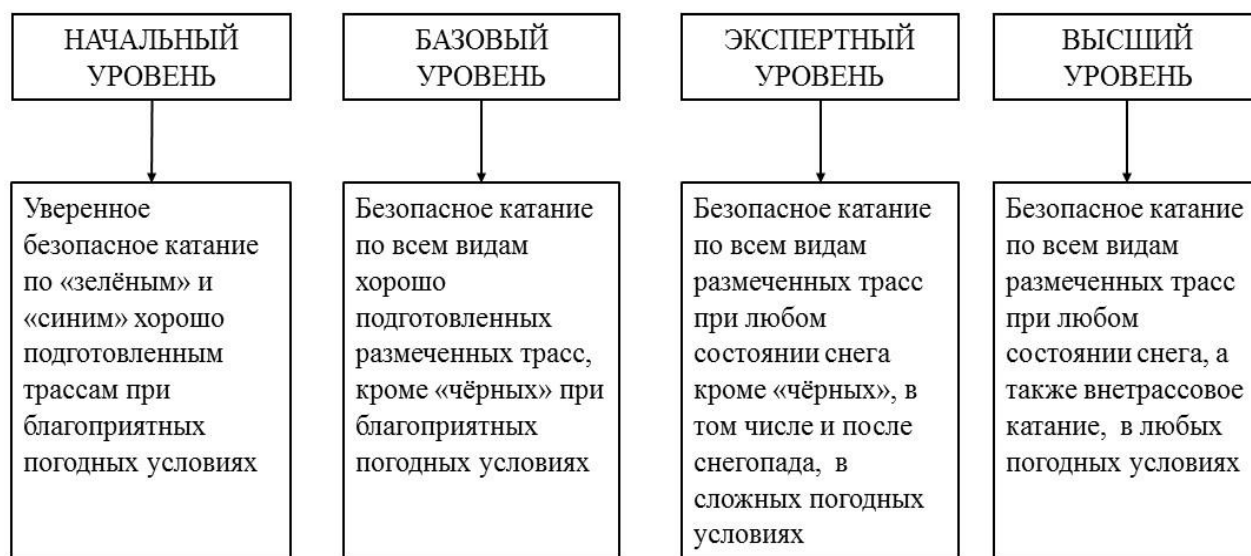 НАЧАЛЬНЫЙ
УРОВЕНЬ
БАЗОВЫЙ
УРОВЕНЬ
ЭКСПЕРТНЫЙ
УРОВЕНЬ
ВЫСШИЙ
УРОВЕНЬ
Уверенное
безопасное катание
по «зелёным» и
«синим» хорошо
подготовленным
трассам при
благоприятных
погодных условиях
Безопасное катание
по всем видам
хорошо
подготовленных
размеченных трасс,
кроме «чёрных» при
благоприятных
погодных условиях
Безопасное катание
по всем видам
размеченных трасс
при любом
состоянии снега
кроме «чёрных», в
том числе и после
снегопада, в
сложных погодных
условиях
Безопасное катание
по всем видам
размеченных трасс
при любом
состоянии снега, а
также внетрассовое
катание, в любых
погодных условиях